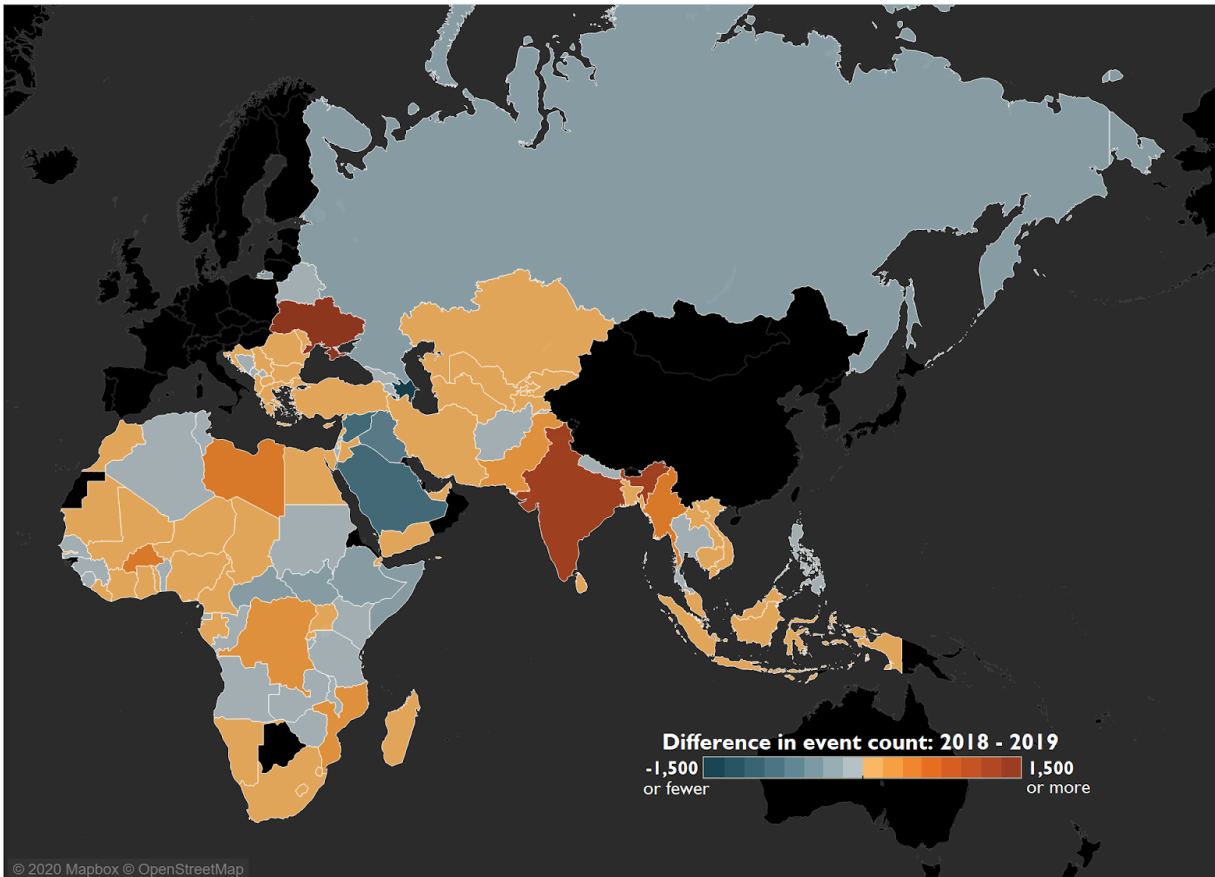 Difference in event count: 2018 - 2019
-1,500
or fewer
1,500
or more
© 2020 Mapbox © OpenStreetMap